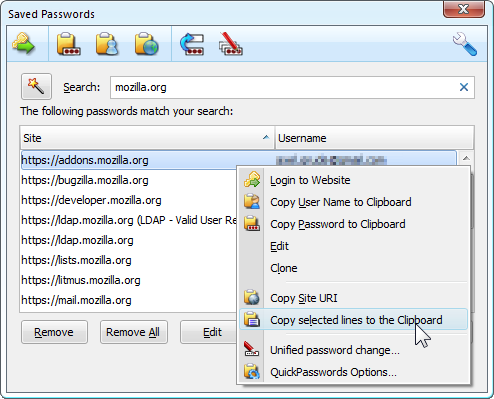 Saved Passwords
Search: mozilla.org
The following passwords match your search:
Site Username
https://addons.mozilla.org
https://bugzilla.mozilla.org
https://developer.mozilla.org
https://ldap.mozilla.org (LDAP - Valid User Re
https://ldap.mozilla.org
https://lists.mozilla.org
https://litmus.mozilla.org
https://mail.mozilla.org
Remove Remove All Edit
Login to Website
Copy User Name to Clipboard
Copy Password to Clipboard
Edit
Clone
Copy Site URI
Copy selected lines to the Clipboard
Unified password change...
QuickPasswords Options...